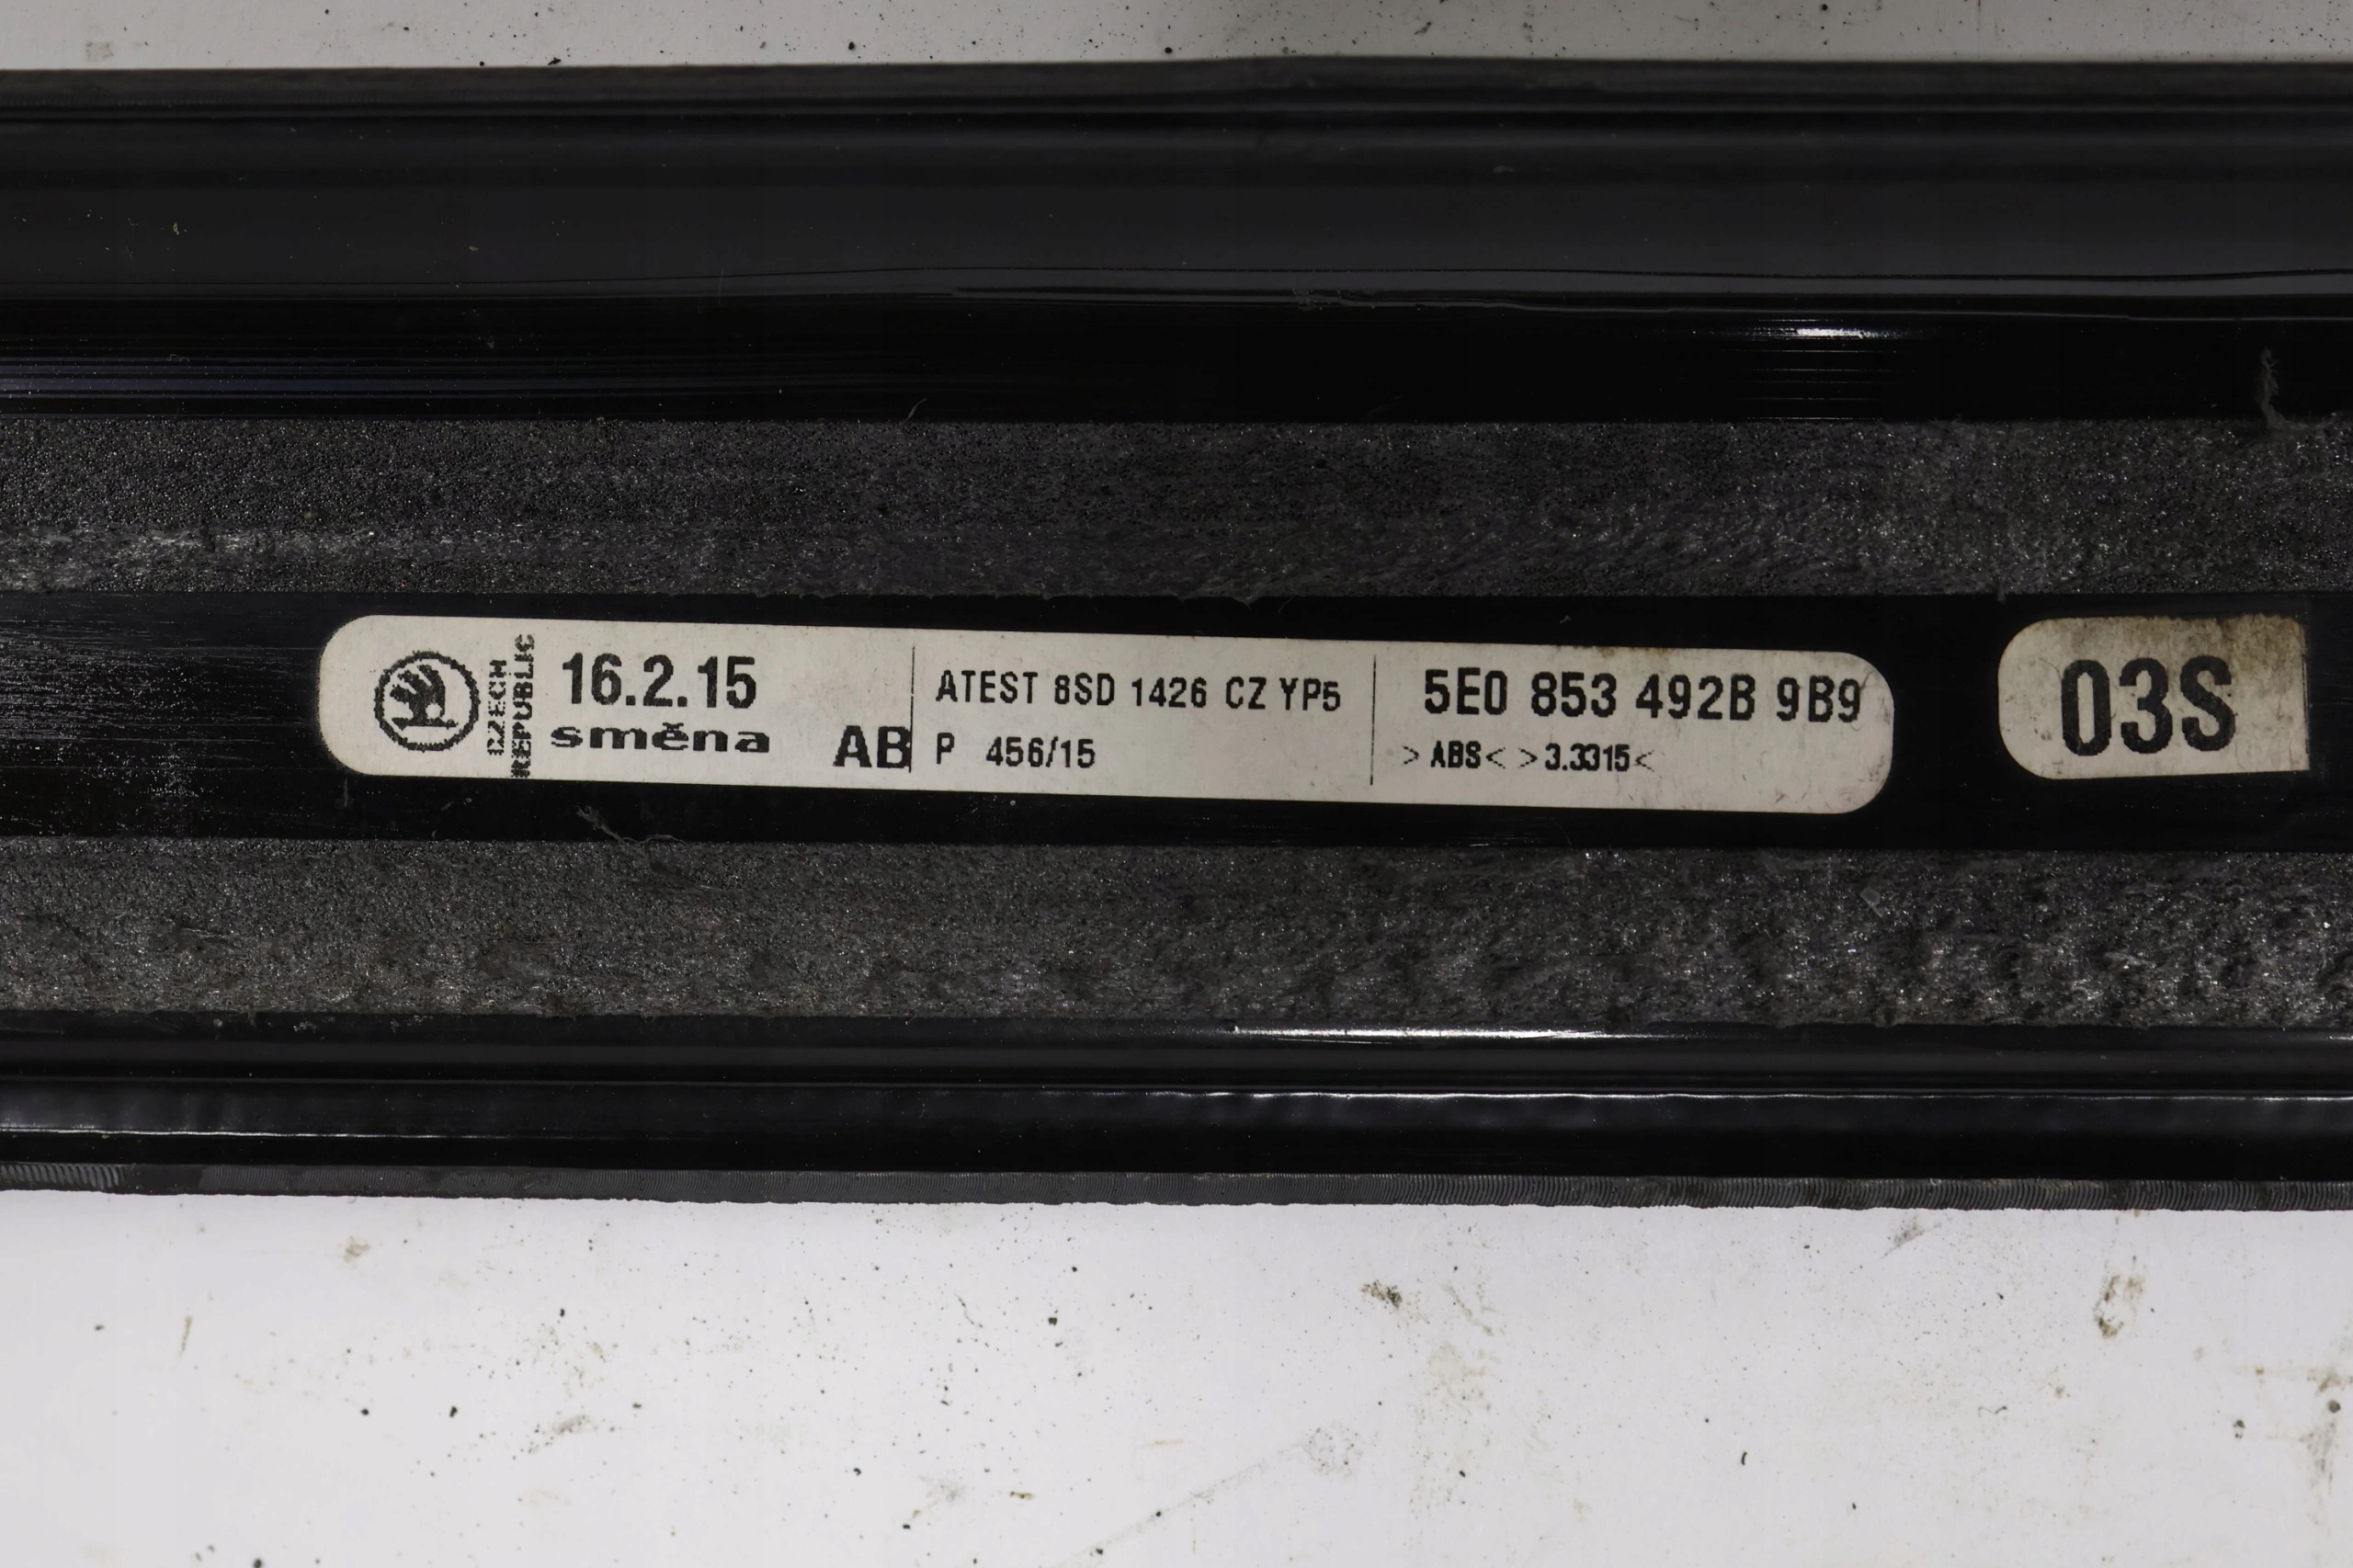 CZECH
REPUBLIC
16.2.15
směna AB
ATEST 8SD 1426 CZ YP5
P 456/15
5E0 853 492B 9B9
>ABS< >3.3315<
03S